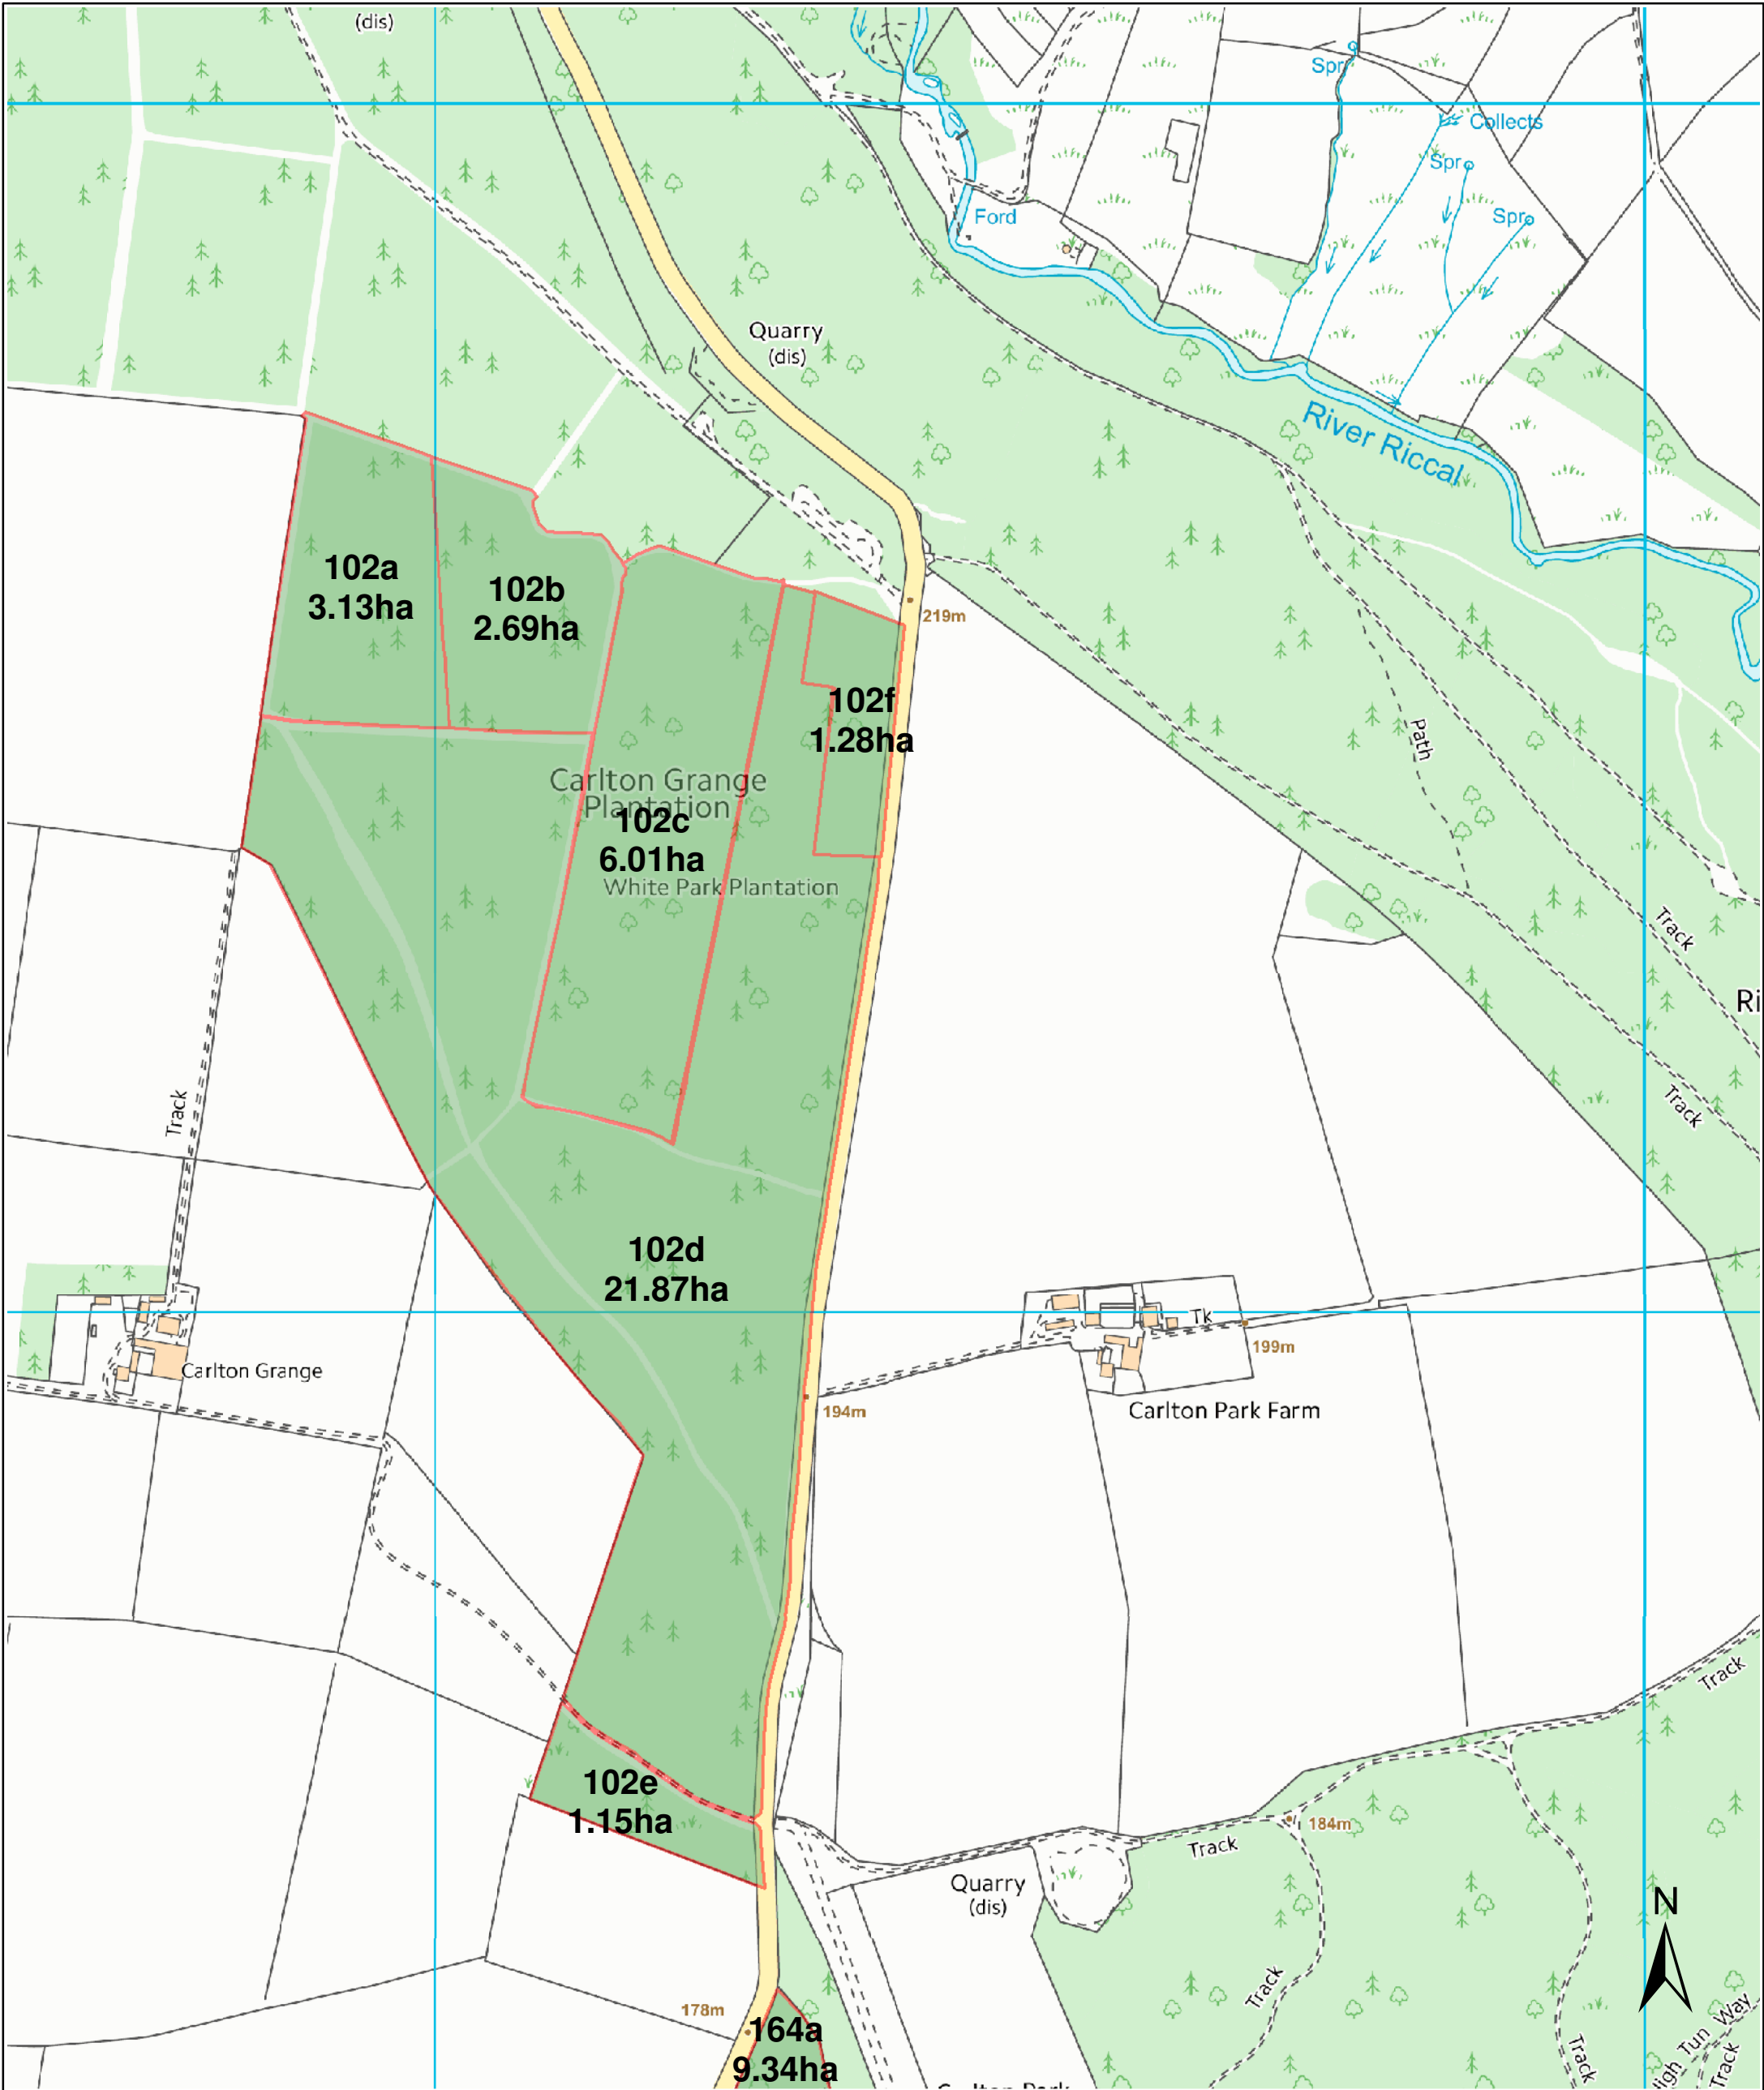 (dis)
Spr
Collects
Spr
Spr
Ford
Quarry
(dis)
River Riccal
102a
3.13ha
102b
2.69ha
219m
102f
1.28ha
Path
Carlton Grange
Plantation
102c
6.01ha
White Park Plantation
Track
Ri
Track
Track
102d
21.87ha
Tk
199m
Carlton Grange
194m
Carlton Park Farm
Track
102e
1.15ha
184m
Track
Quarry
(dis)
N
Track
178m
164a
9.34ha
Track
Tun Way
Track